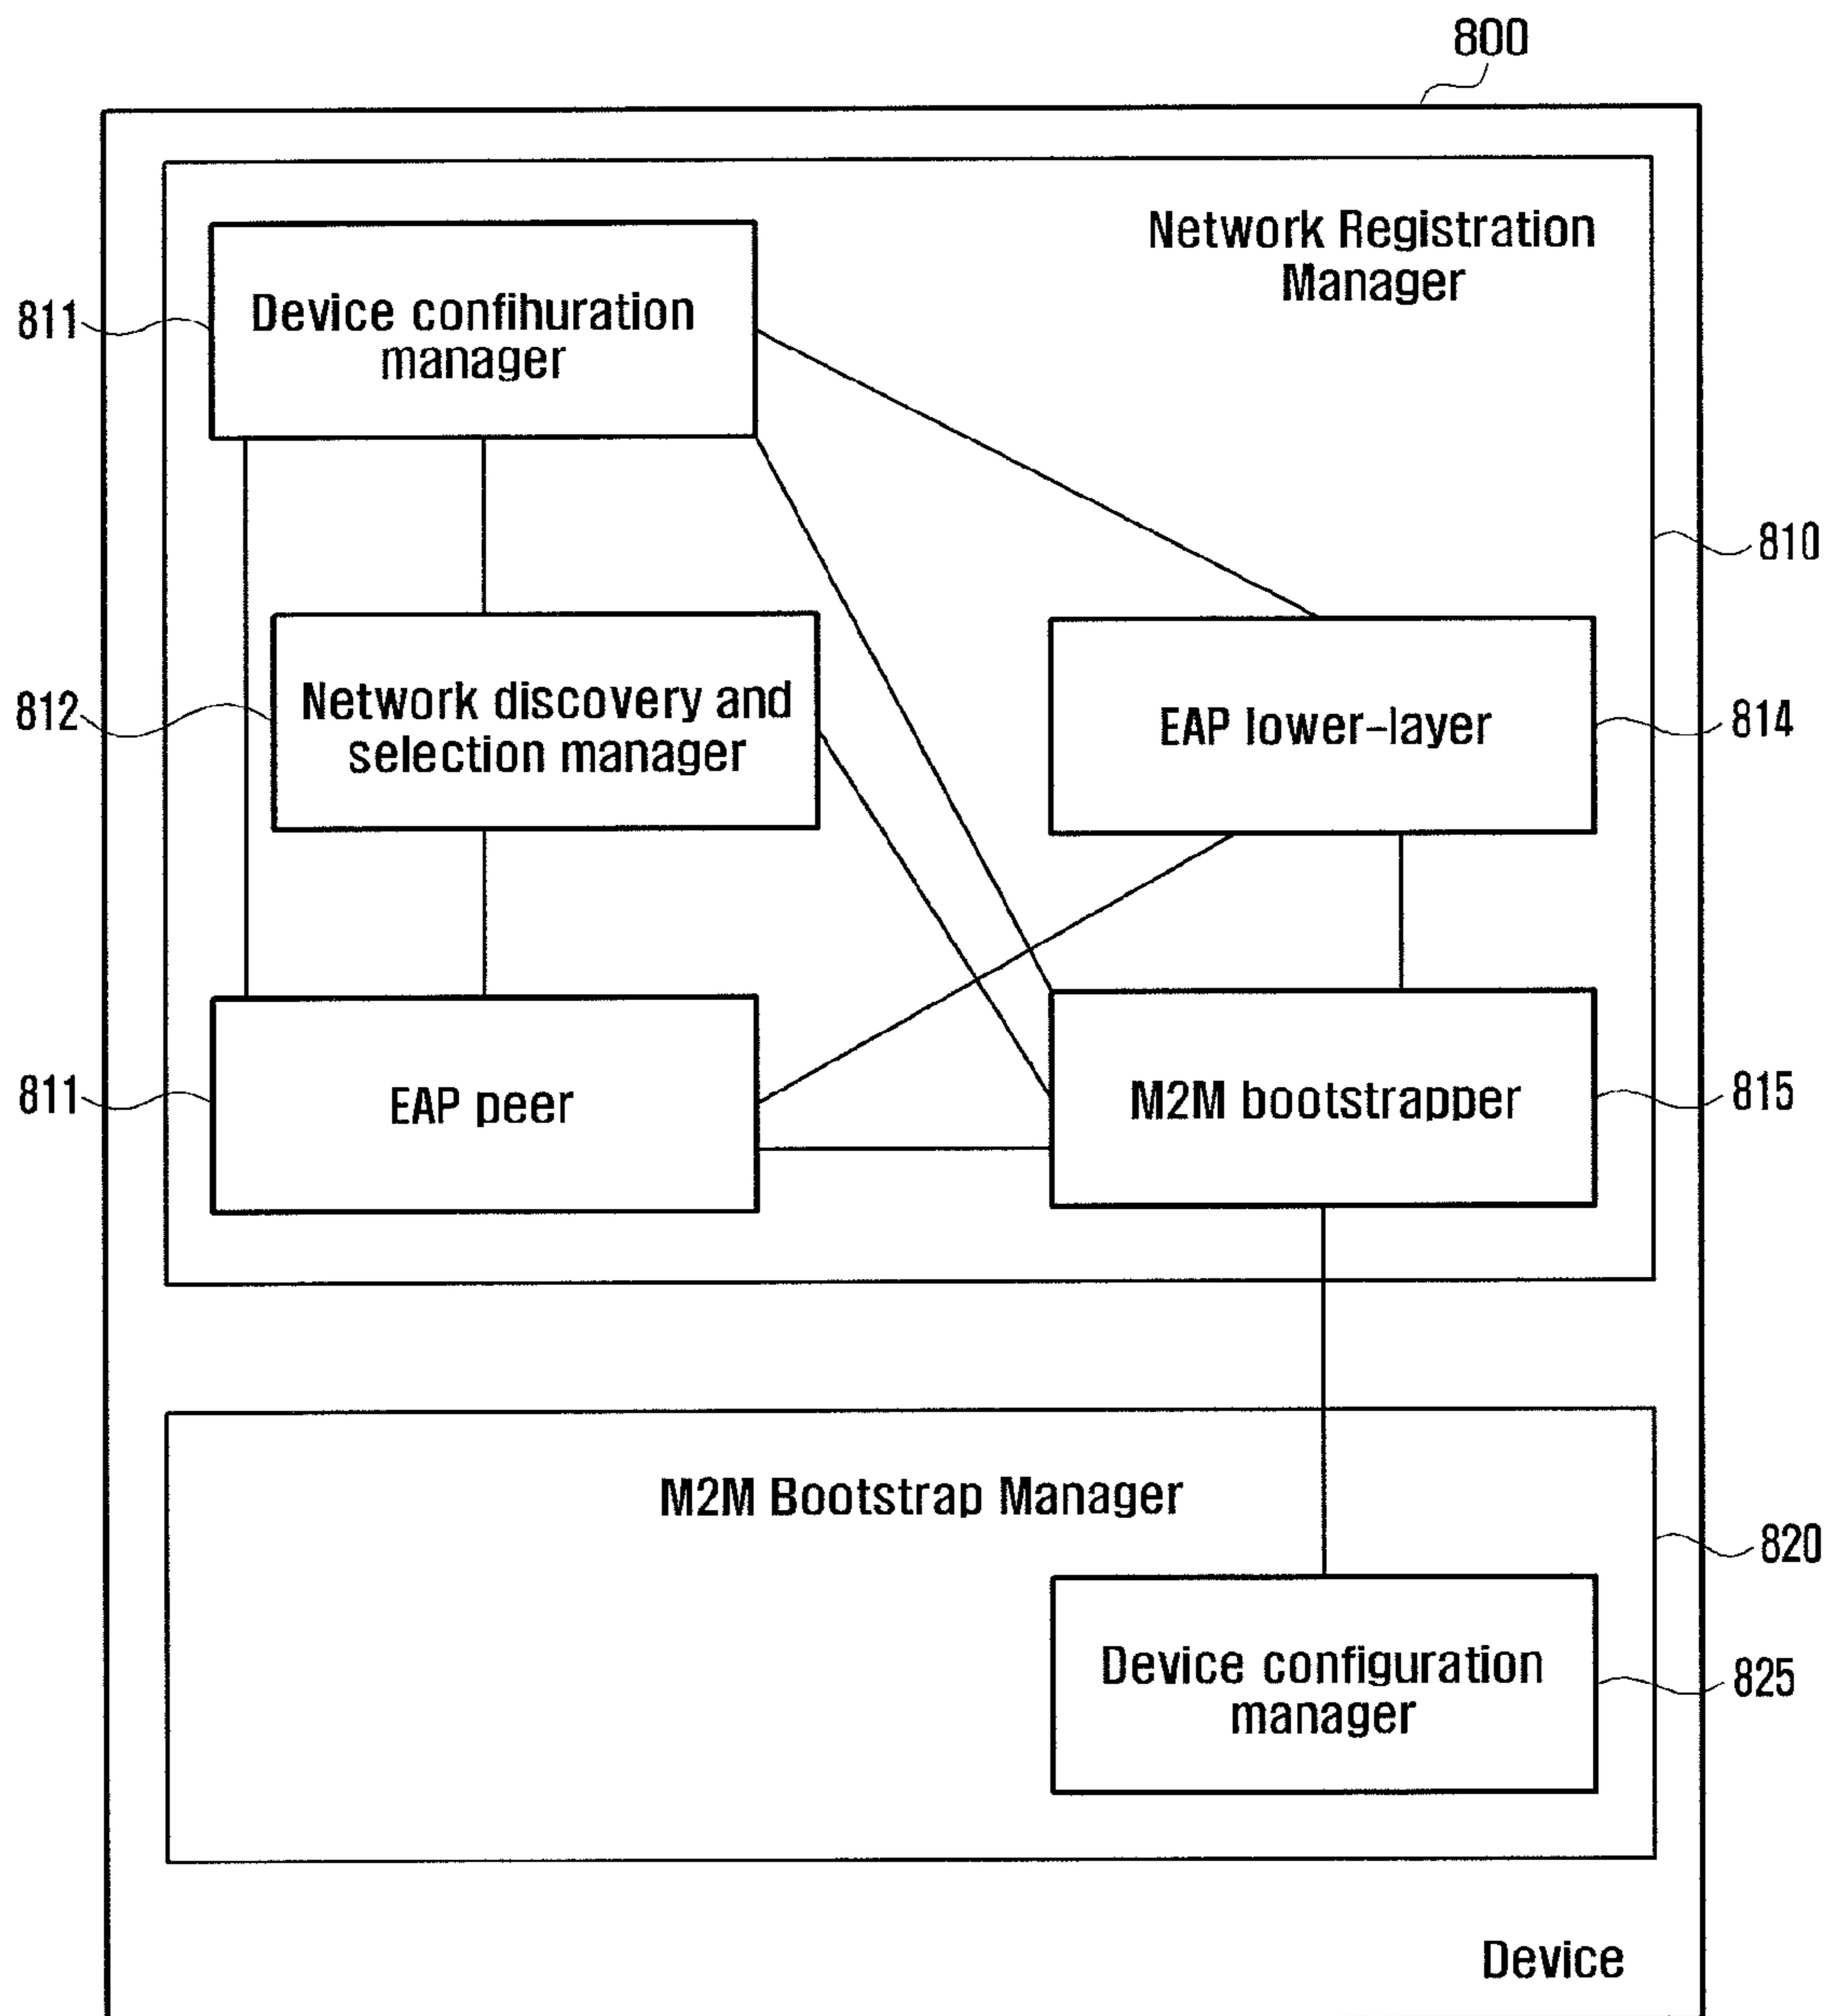 800
Network Registration
Manager
811
Device confihuration
manager
810
812
Network discovery and
selection manager
EAP lower-layer
814
811
EAP peer
M2M bootstrapper
815
M2M Bootstrap Manager
820
Device configuration
manager
825
Device